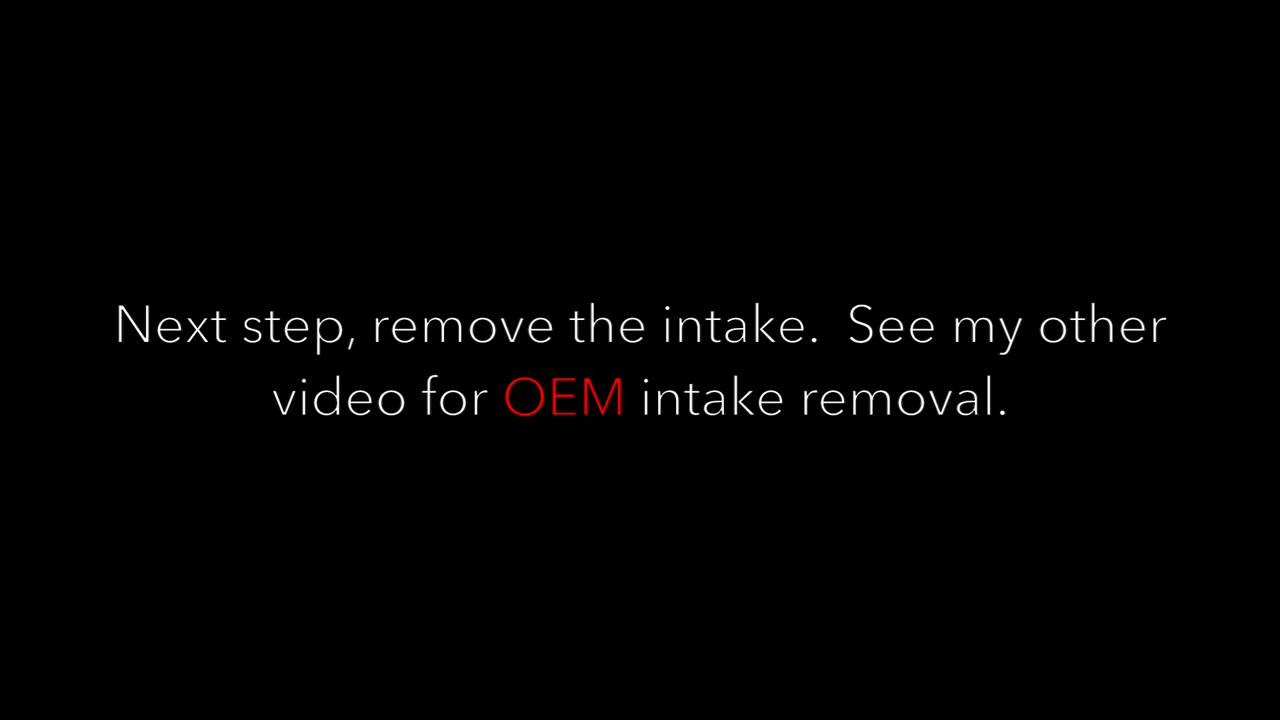 Next step, remove the intake.  See my other
video for OEM intake removal.